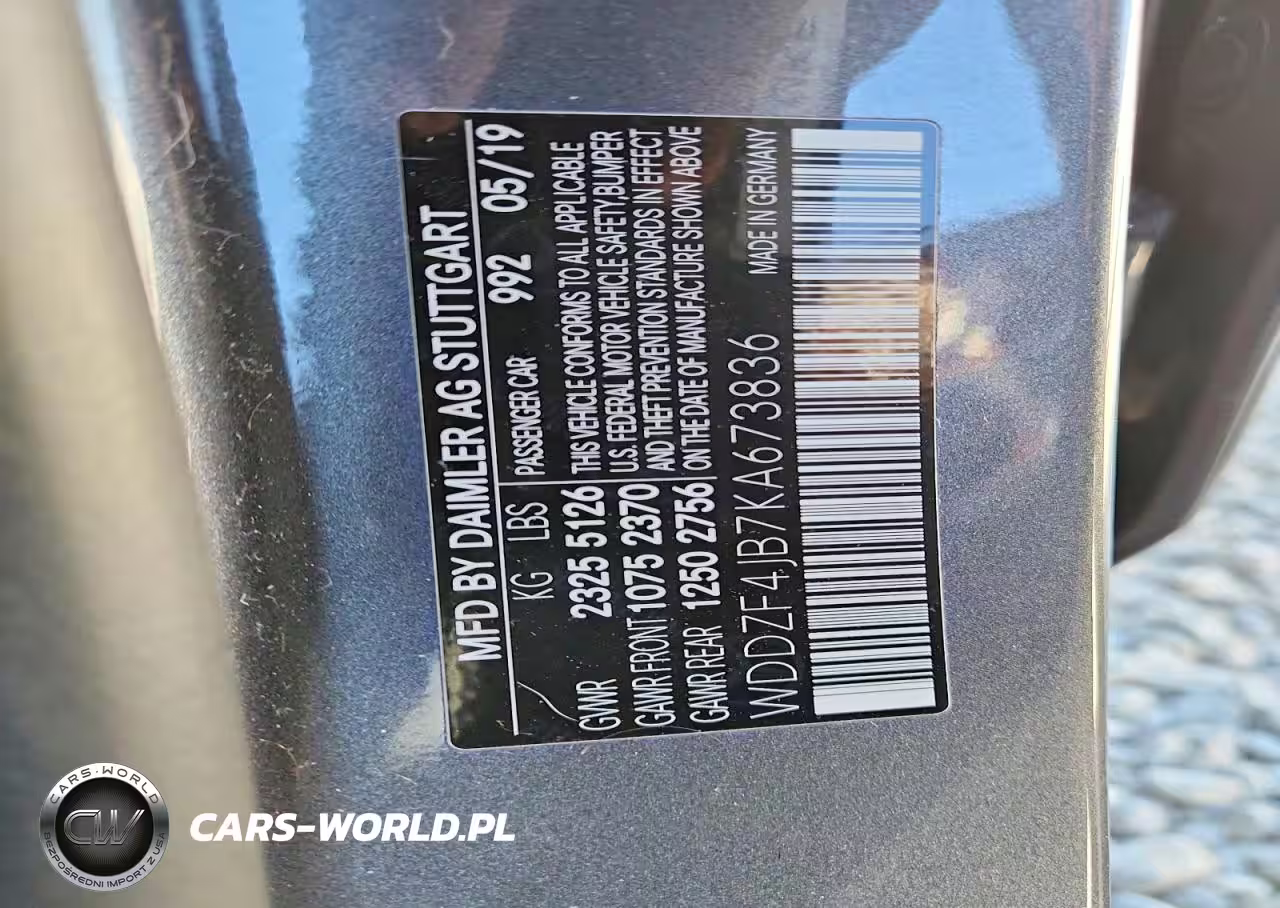 MFD BY DAIMLER AG STUTTGART
KG LBS PASSENGER CAR 992 05/19
GVWR 2325 5126 THIS VEHICLE CONFORMS TO ALL APPLICABLE
GAWR FRONT 1075 2370 U.S. FEDERAL MOTOR VEHICLE SAFETY,BUMPER
AND THEFT PREVENTION STANDARDS IN EFFECT
GAWR REAR 1250 2756 ON THE DATE OF MANUFACTURE SHOWN ABOVE
WDDZF4JB7KA673836 MADE IN GERMANY
CARS·WORLD
CW
BEZPOŚREDNI IMPORT Z USA
CARS-WORLD.PL